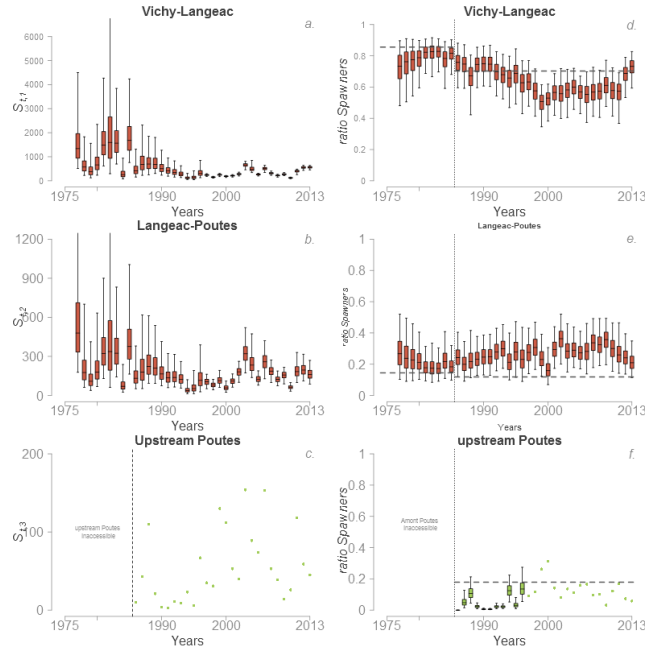 Vichy-Langeac
a.
S t,1
6000
5000
4000
3000
2000
1000
0
1975
1990
2000
2013
Years
Vichy-Langeac
d.
ratio Spawners
1
0.8
0.6
0.4
0.2
0
1975
1990
2000
2013
Years
Langeac-Poutes
b.
S t,2
1200
900
600
300
0
1975
1990
2000
2013
Years
Langeac-Poutes
e.
ratio Spawners
1
0.8
0.6
0.4
0.2
0
1975
1990
2000
2013
Years
Upstream Poutes
c.
S t,3
200
100
0
upstream Poutes
Inaccessible
1975
1990
2000
2013
Years
upstream Poutes
f.
ratio Spawners
1
0.8
0.6
0.4
0.2
0
Amont Poutes
Inaccessible
1975
1990
2000
2013
Years